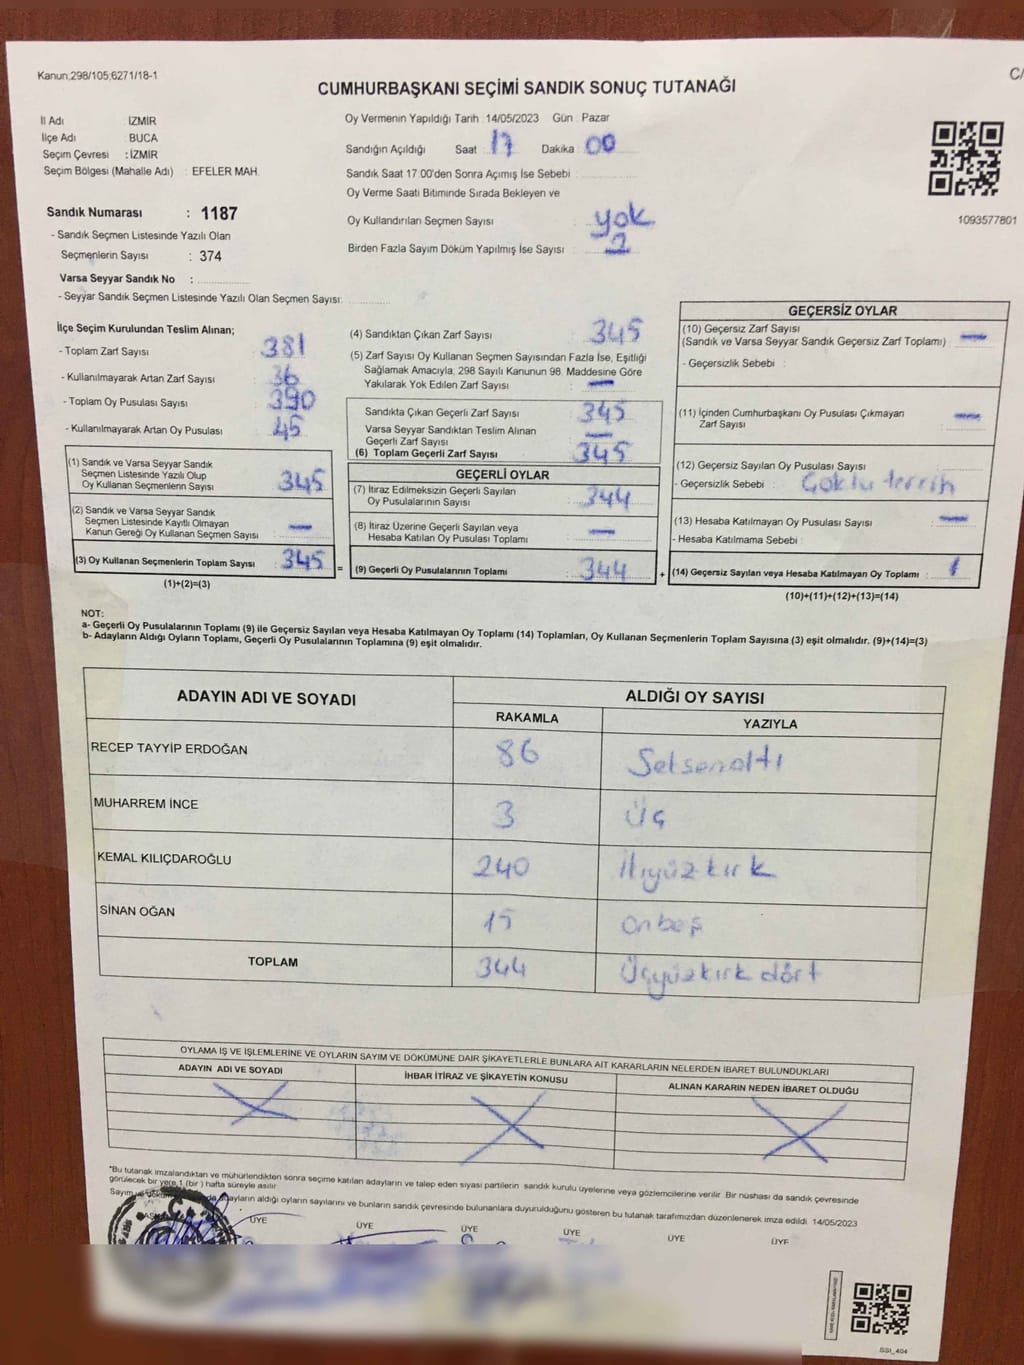 Kanun;298/105;6271/18-1
C/
CUMHURBAŞKANI SEÇİMİ SANDIK SONUÇ TUTANAĞI
İl Adı : İZMİR
İlçe Adı : BUCA
Seçim Çevresi : İZMİR
Seçim Bölgesi (Mahalle Adı) : EFELER MAH.
Oy Vermenin Yapıldığı Tarih : 14/05/2023 Gün : Pazar
Sandığın Açıldığı Saat : 17 Dakika : 00
Sandık Saat 17:00'den Sonra Açımış İse Sebebi :
Oy Verme Saati Bitiminde Sırada Bekleyen ve
Oy Kullandırılan Seçmen Sayısı : yok
Birden Fazla Sayım Döküm Yapılmış İse Sayısı : 2
1093577801
Sandık Numarası : 1187
- Sandık Seçmen Listesinde Yazılı Olan
Seçmenlerin Sayısı : 374
Varsa Seyyar Sandık No :
- Seyyar Sandık Seçmen Listesinde Yazılı Olan Seçmen Sayısı:
İlçe Seçim Kurulundan Teslim Alınan;
- Toplam Zarf Sayısı : 381
- Kullanılmayarak Artan Zarf Sayısı : 36
- Toplam Oy Pusulası Sayısı : 390
- Kullanılmayarak Artan Oy Pusulası : 45
(1) Sandık ve Varsa Seyyar Sandık
Seçmen Listesinde Yazılı Olup
Oy Kullanan Seçmenlerin Sayısı : 345
(2) Sandık ve Varsa Seyyar Sandık
Seçmen Listesinde Kayıtlı Olmayan
Kanun Gereği Oy Kullanan Seçmen Sayısı : —
(3) Oy Kullanan Seçmenlerin Toplam Sayısı : 345 =
(1)+(2)=(3)
(4) Sandıktan Çıkan Zarf Sayısı : 345
(5) Zarf Sayısı Oy Kullanan Seçmen Sayısından Fazla İse, Eşitliği
Sağlamak Amacıyla, 298 Sayılı Kanunun 98. Maddesine Göre
Yakılarak Yok Edilen Zarf Sayısı : —
Sandıkta Çıkan Geçerli Zarf Sayısı : 345
Varsa Seyyar Sandıktan Teslim Alınan
Geçerli Zarf Sayısı : —
(6) Toplam Geçerli Zarf Sayısı : 345
GEÇERLİ OYLAR
(7) İtiraz Edilmeksizin Geçerli Sayılan
Oy Pusulalarının Sayısı : 344
(8) İtiraz Üzerine Geçerli Sayılan veya
Hesaba Katılan Oy Pusulası Toplamı : —
(9) Geçerli Oy Pusulalarının Toplamı : 344 +
GEÇERSİZ OYLAR
(10) Geçersiz Zarf Sayısı
(Sandık ve Varsa Seyyar Sandık Geçersiz Zarf Toplamı) : —
- Geçersizlik Sebebi :
(11) İçinden Cumhurbaşkanı Oy Pusulası Çıkmayan
Zarf Sayısı : —
(12) Geçersiz Sayılan Oy Pusulası Sayısı :
- Geçersizlik Sebebi : Çoklu tercih
(13) Hesaba Katılmayan Oy Pusulası Sayısı : —
- Hesaba Katılmama Sebebi :
(14) Geçersiz Sayılan veya Hesaba Katılmayan Oy Toplamı : 1
(10)+(11)+(12)+(13)=(14)
NOT:
a- Geçerli Oy Pusulalarının Toplamı (9) ile Geçersiz Sayılan veya Hesaba Katılmayan Oy Toplamı (14) Toplamları, Oy Kullanan Seçmenlerin Toplam Sayısına (3) eşit olmalıdır. (9)+(14)=(3)
b- Adayların Aldığı Oyların Toplamı, Geçerli Oy Pusulalarının Toplamına (9) eşit olmalıdır.
ADAYIN ADI VE SOYADI ALDIĞI OY SAYISI
RAKAMLA YAZIYLA
RECEP TAYYİP ERDOĞAN 86 Seksenaltı
MUHARREM İNCE 3 Üç
KEMAL KILIÇDAROĞLU 240 İkiyüzkırk
SİNAN OĞAN 15 Onbeş
TOPLAM 344 Üçyüzkırk dört
OYLAMA İŞ VE İŞLEMLERİNE VE OYLARIN SAYIM VE DÖKÜMÜNE DAİR ŞİKAYETLERLE BUNLARA AİT KARARLARIN NELERDEN İBARET BULUNDUKLARI
ADAYIN ADI VE SOYADI İHBAR İTİRAZ VE ŞİKAYETİN KONUSU ALINAN KARARIN NEDEN İBARET OLDUĞU
*Bu tutanak imzalandıktan ve mühürlendikten sonra seçime katılan adayların ve talep eden siyasi partilerin sandık kurulu üyelerine veya gözlemcilerine verilir. Bir nüshası da sandık çevresinde
görülecek bir yere 1 (bir ) hafta süreyle asılır.
Sayım adayların aldığı oyların sayılarını ve bunların sandık çevresinde bulunanlara duyurulduğunu gösteren bu tutanak tarafımızdan düzenlenerek imza edildi. 14/05/2023
ÜYE ÜYE ÜYE ÜYE ÜYE ÜYE
SSI_404